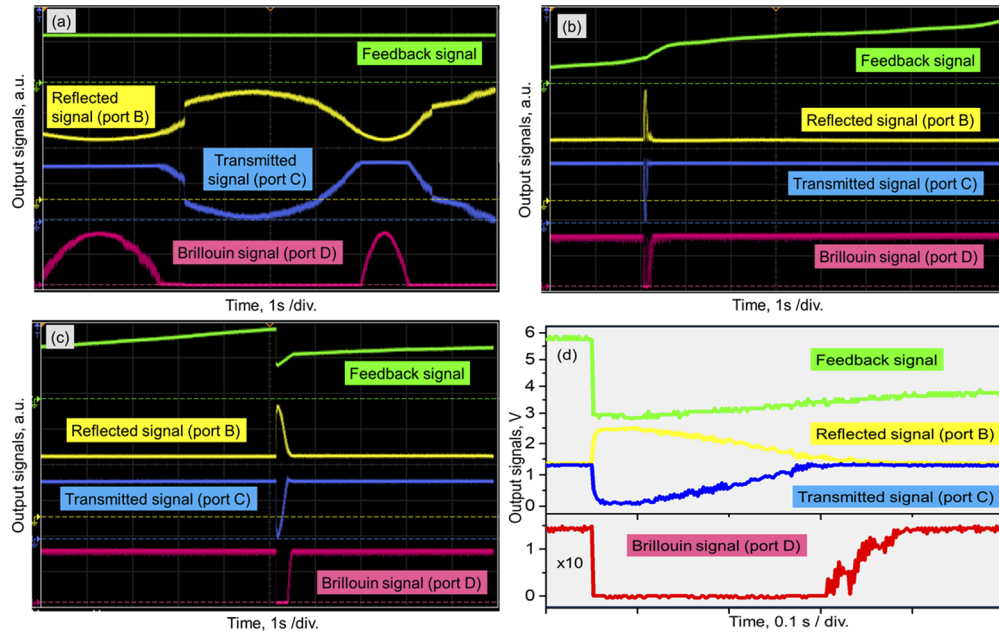 (a)
Feedback signal
Reflected
signal (port B)
Transmitted
signal (port C)
Brillouin signal (port D)
Output signals, a.u.
Time, 1s /div.
(b)
Feedback signal
Reflected signal (port B)
Transmitted signal (port C)
Brillouin signal (port D)
Output signals, a.u.
Time, 1s /div.
(c)
Feedback signal
Reflected signal (port B)
Transmitted signal (port C)
Brillouin signal (port D)
Output signals, a.u.
Time, 1s/ div.
(d)
6
5
4
3
2
1
0
Feedback signal
Reflected signal (port B)
Transmitted signal (port C)
Output signals, V
1
0
x10
Brillouin signal (port D)
Time, 0.1 s / div.